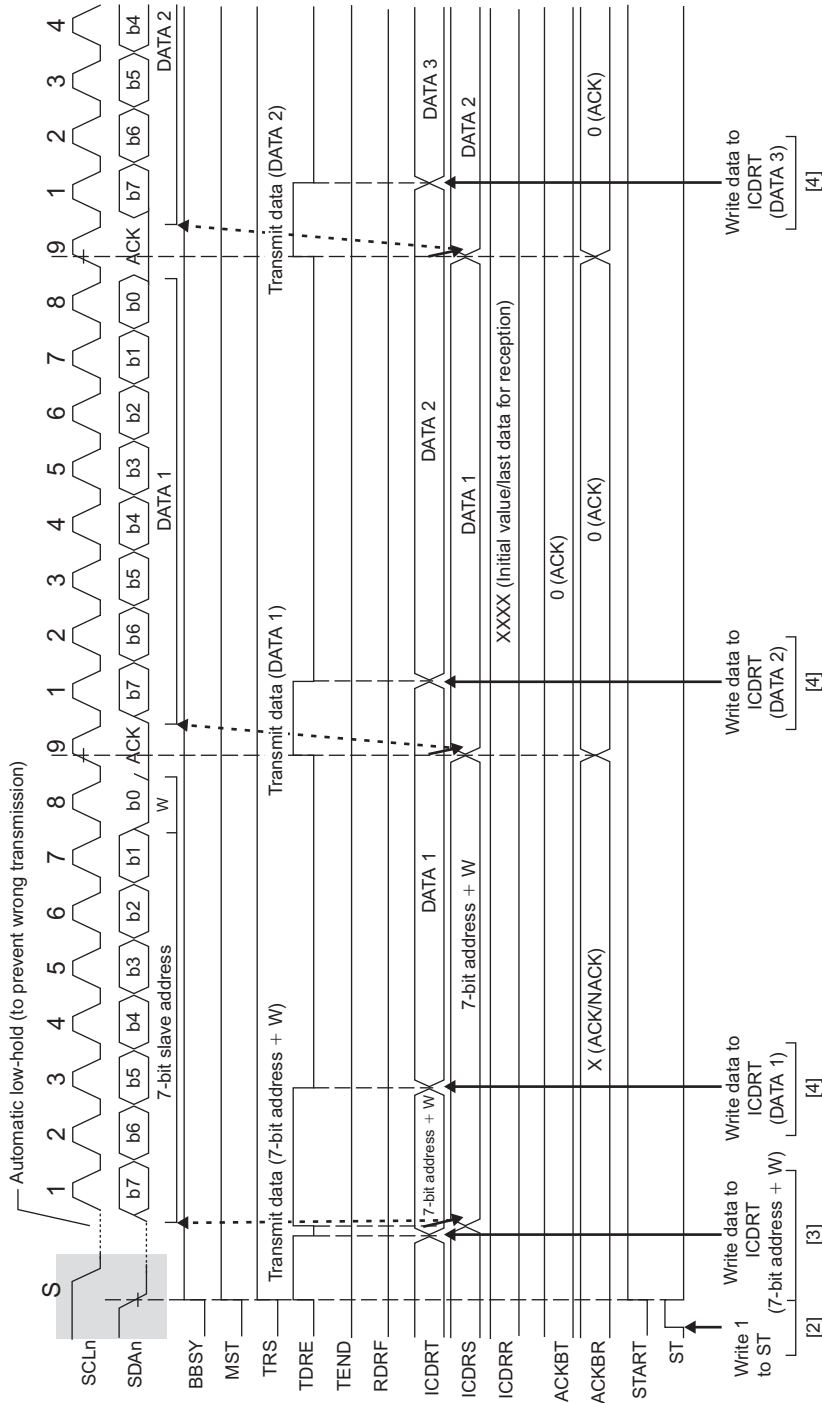 Automatic low-hold (to prevent wrong transmission)
S 1 2 3 4 5 6 7 8 9 1 2 3 4 5 6 7 8 9 1 2 3 4
SCLn
SDAn b7 b6 b5 b4 b3 b2 b1 b0 ACK b7 b6 b5 b4 b3 b2 b1 b0 ACK b7 b6 b5 b4
7-bit slave address W DATA 1 DATA 2
BBSY
MST
TRS
Transmit data (7-bit address + W) Transmit data (DATA 1) Transmit data (DATA 2)
TDRE
TEND
RDRF
ICDRT 7-bit address + W DATA 1 DATA 2 DATA 3
ICDRS 7-bit address + W DATA 1 DATA 2
ICDRR XXXX (Initial value/last data for reception)
ACKBT 0 (ACK)
ACKBR X (ACK/NACK) 0 (ACK) 0 (ACK)
START
ST
Write 1
to ST
[2]
Write data to
ICDRT
(7-bit address + W)
[3]
Write data to
ICDRT
(DATA 1)
[4]
Write data to
ICDRT
(DATA 2)
[4]
Write data to
ICDRT
(DATA 3)
[4]